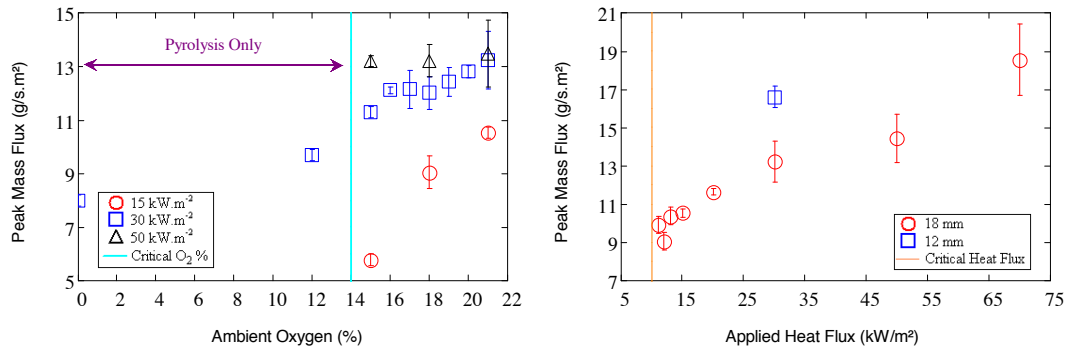 Peak Mass Flux (g/s.m²)
15
13
11
9
7
5
Pyrolysis Only
15 kW.m⁻²
30 kW.m⁻²
50 kW.m⁻²
Critical O₂ %
0 2 4 6 8 10 12 14 16 18 20 22
Ambient Oxygen (%)
Peak Mass Flux (g/s.m²)
21
19
17
15
13
11
9
7
18 mm
12 mm
Critical Heat Flux
5 15 25 35 45 55 65 75
Applied Heat Flux (kW/m²)